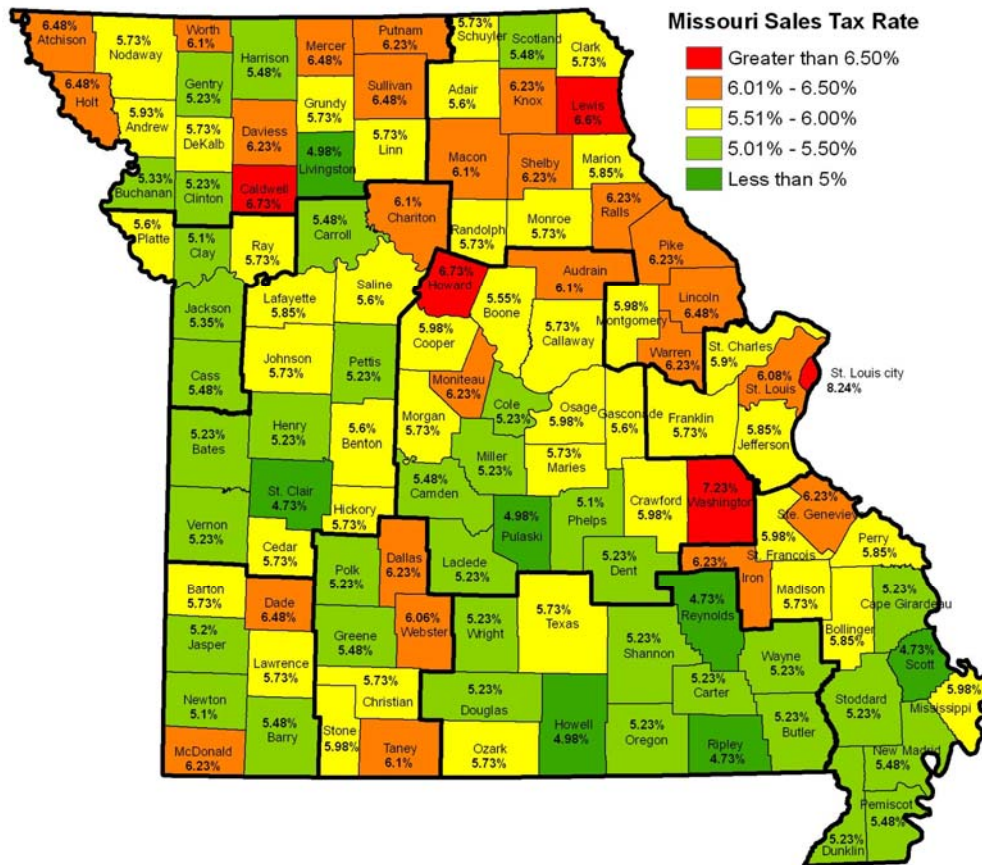 Missouri Sales Tax Rate
Greater than 6.50%
6.01% - 6.50%
5.51% - 6.00%
5.01% - 5.50%
Less than 5%
6.48%
Atchison
5.73%
Nodaway
Worth
6.1%
Harrison
5.48%
Mercer
6.48%
Putnam
6.23%
5.73%
Schuyler
Scotland
5.48%
Clark
5.73%
6.48%
Holt
5.93%
Andrew
Gentry
5.23%
5.73%
DeKalb
Daviess
6.23%
Grundy
5.73%
Sullivan
6.48%
Adair
5.6%
6.23%
Knox
Lewis
6.6%
5.33%
Buchanan
5.23%
Clinton
Caldwell
6.73%
4.98%
Livingston
5.73%
Linn
Macon
6.1%
Shelby
6.23%
Marion
5.85%
5.6%
Platte
5.1%
Clay
Ray
5.73%
5.48%
Carroll
6.1%
Chariton
Randolph
5.73%
Monroe
5.73%
6.23%
Ralls
Pike
6.23%
Jackson
5.35%
Lafayette
5.85%
Saline
5.6%
6.73%
Howard
5.55%
Boone
Audrain
6.1%
5.73%
Callaway
5.98%
Montgomery
Lincoln
6.48%
Warren
6.23%
St. Charles
5.9%
6.08%
St. Louis
St. Louis city
8.24%
Cass
5.48%
Johnson
5.73%
Pettis
5.23%
5.98%
Cooper
Moniteau
6.23%
Cole
5.23%
Osage
5.98%
Gasconade
5.6%
Franklin
5.73%
5.85%
Jefferson
5.23%
Bates
Henry
5.23%
5.6%
Benton
Morgan
5.73%
Miller
5.23%
5.73%
Maries
Vernon
5.23%
St. Clair
4.73%
Hickory
5.73%
5.48%
Camden
4.98%
Pulaski
5.1%
Phelps
Crawford
5.98%
7.23%
Washington
6.23%
Ste. Genevieve
5.98%
St. Francois
Perry
5.85%
Cedar
5.73%
Polk
5.23%
Dallas
6.23%
Laclede
5.23%
5.23%
Dent
6.23%
Iron
Madison
5.73%
Bollinger
5.85%
5.23%
Cape Girardeau
Barton
5.73%
Dade
6.48%
Greene
5.48%
6.06%
Webster
5.23%
Wright
5.73%
Texas
5.23%
Shannon
4.73%
Reynolds
Wayne
5.23%
4.73%
Scott
5.98%
Mississippi
5.2%
Jasper
Lawrence
5.73%
5.73%
Christian
5.23%
Douglas
5.23%
Carter
Stoddard
5.23%
Newton
5.1%
5.48%
Barry
Stone
5.98%
Taney
6.1%
Ozark
5.73%
Howell
4.98%
5.23%
Oregon
Ripley
4.73%
5.23%
Butler
New Madrid
5.48%
McDonald
6.23%
Pemiscot
5.48%
5.23%
Dunklin